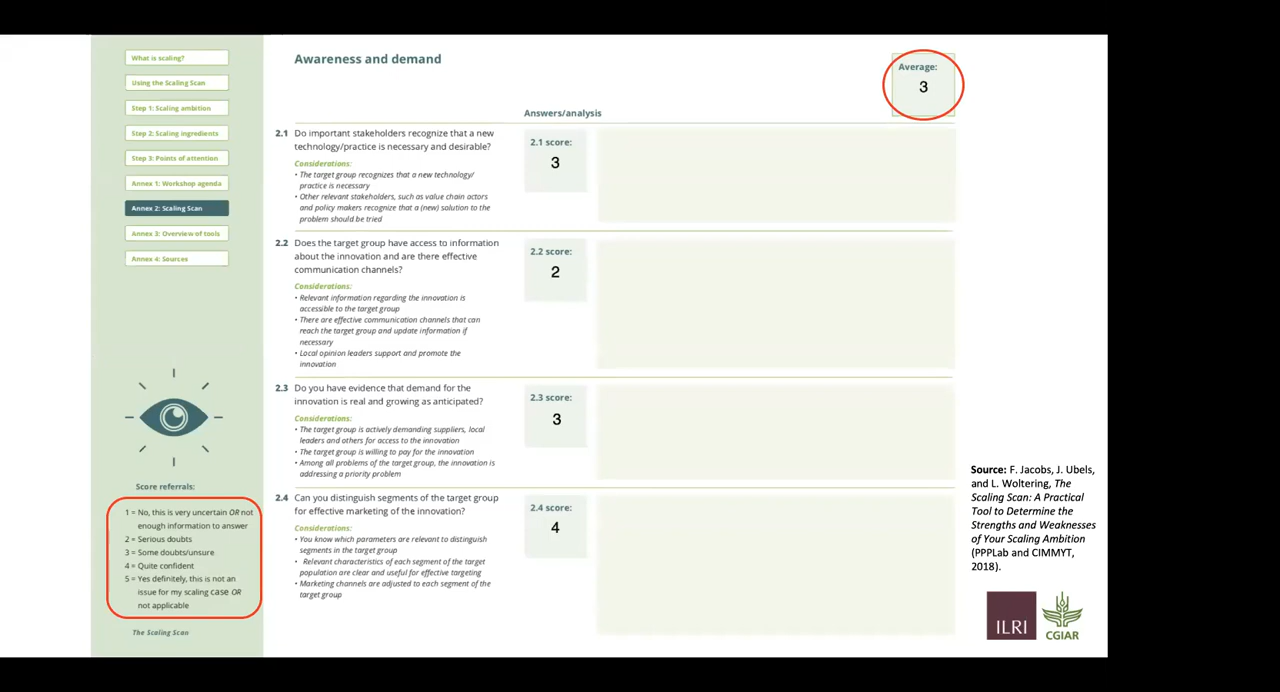 What is scaling?
Using the Scaling Scan
Step 1: Scaling ambition
Step 2: Scaling ingredients
Step 3: Points of attention
Annex 1: Workshop agenda
Annex 2: Scaling Scan
Annex 3: Overview of tools
Annex 4: Sources
Score referrals:
1 = No, this is very uncertain OR not
enough information to answer
2 = Serious doubts
3 = Some doubts/unsure
4 = Quite confident
5 = Yes definitely, this is not an
issue for my scaling case OR
not applicable
The Scaling Scan
Awareness and demand
Average:
3
Answers/analysis
2.1 Do important stakeholders recognize that a new
technology/practice is necessary and desirable?
Considerations:
• The target group recognizes that a new technology/
practice is necessary
• Other relevant stakeholders, such as value chain actors
and policy makers recognize that a (new) solution to the
problem should be tried
2.1 score:
3
2.2 Does the target group have access to information
about the innovation and are there effective
communication channels?
Considerations:
• Relevant information regarding the innovation is
accessible to the target group
• There are effective communication channels that can
reach the target group and update information if
necessary
• Local opinion leaders support and promote the
innovation
2.2 score:
2
2.3 Do you have evidence that demand for the
innovation is real and growing as anticipated?
Considerations:
• The target group is actively demanding suppliers, local
leaders and others for access to the innovation
• The target group is willing to pay for the innovation
• Among all problems of the target group, the innovation is
addressing a priority problem
2.3 score:
3
2.4 Can you distinguish segments of the target group
for effective marketing of the innovation?
Considerations:
• You know which parameters are relevant to distinguish
segments in the target group
• Relevant characteristics of each segment of the target
population are clear and useful for effective targeting
• Marketing channels are adjusted to each segment of the
target group
2.4 score:
4
Source: F. Jacobs, J. Ubels,
and L. Woltering, The
Scaling Scan: A Practical
Tool to Determine the
Strengths and Weaknesses
of Your Scaling Ambition
(PPPLab and CIMMYT,
2018).
ILRI
CGIAR